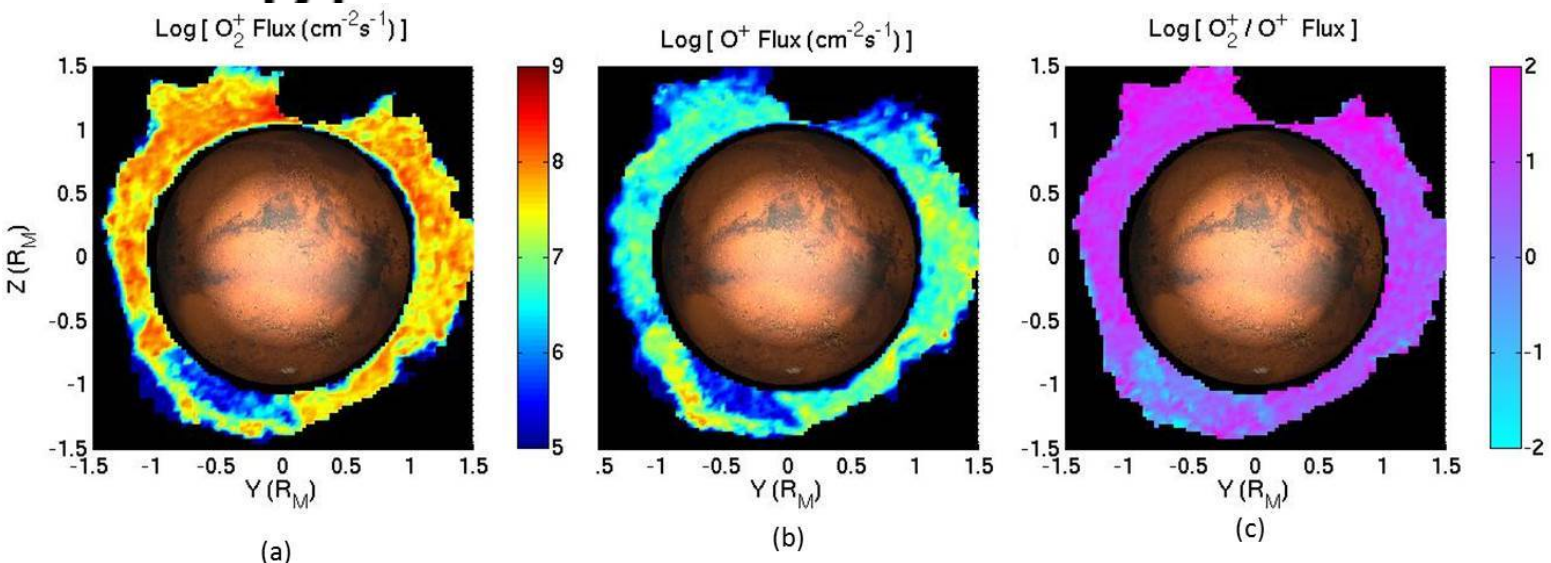 Log [ O₂⁺ Flux (cm⁻²s⁻¹) ]
1.5
1
0.5
0
-0.5
-1
-1.5
Z (R_M)
-1.5 -1 -0.5 0 0.5 1 1.5
Y (R_M)
9
8
7
6
5
(a)
Log [ O⁺ Flux (cm⁻²s⁻¹) ]
.5 -1 -0.5 0 0.5 1 1.5
Y (R_M)
(b)
Log [ O₂⁺ / O⁺ Flux ]
1.5
1
0.5
0
-0.5
-1
-1.5
-1.5 -1 -0.5 0 0.5 1 1.5
Y (R_M)
2
1
0
-1
-2
(c)